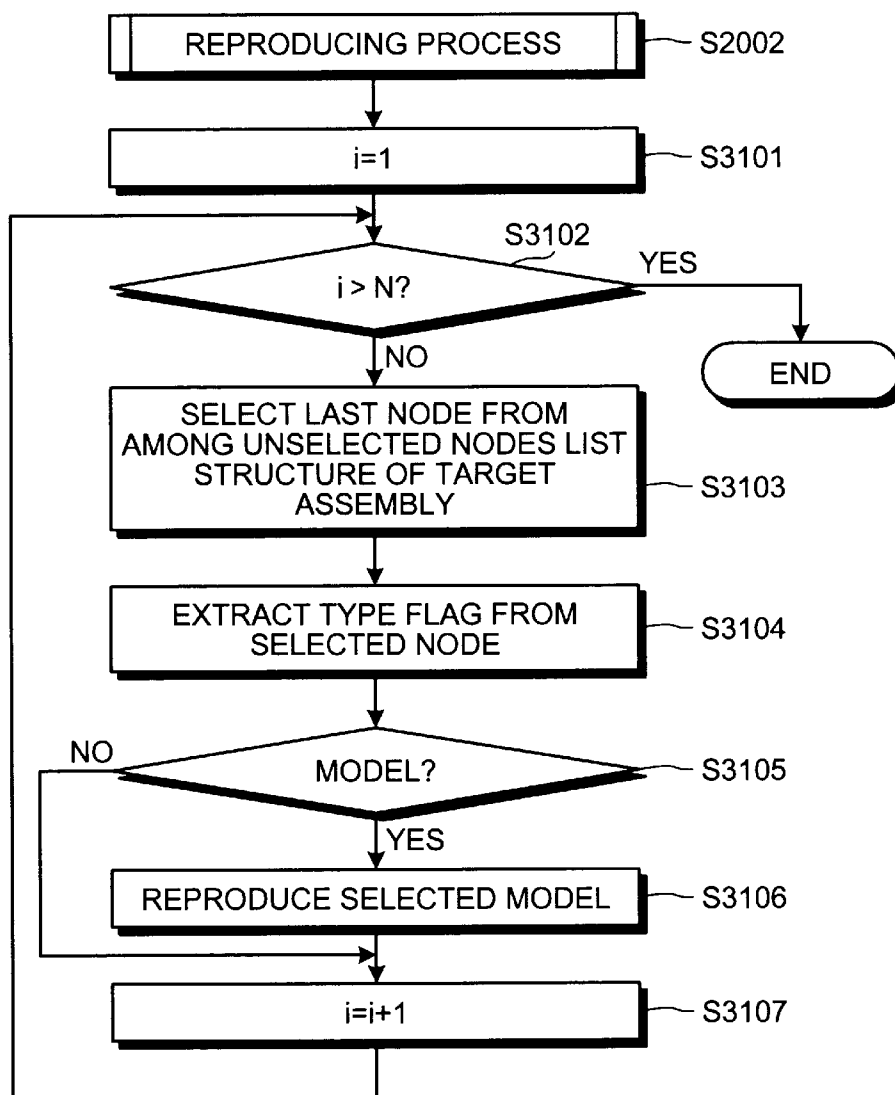 REPRODUCING PROCESS
S2002
i=1
S3101
S3102
i > N?
YES
END
NO
SELECT LAST NODE FROM
AMONG UNSELECTED NODES LIST
STRUCTURE OF TARGET
ASSEMBLY
S3103
EXTRACT TYPE FLAG FROM
SELECTED NODE
S3104
NO
MODEL?
S3105
YES
REPRODUCE SELECTED MODEL
S3106
i=i+1
S3107